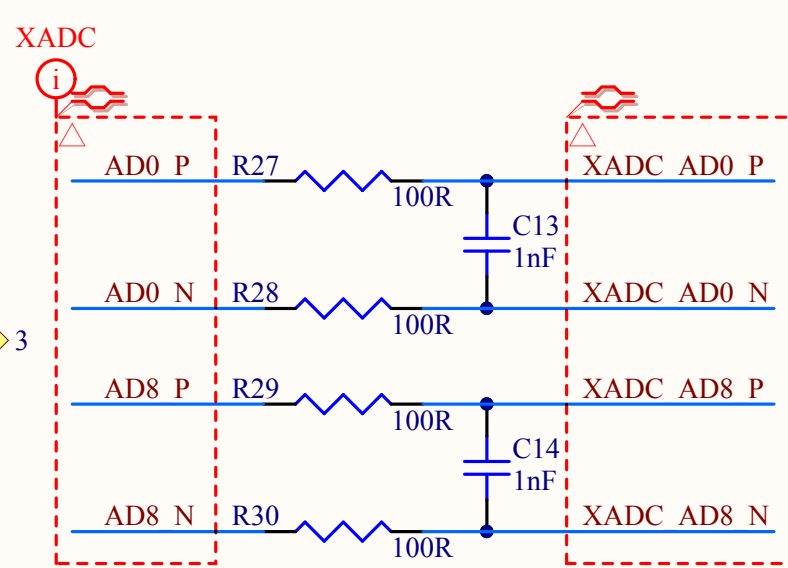 XADC
i
AD0 P R27 100R XADC AD0 P
C13
1nF
AD0 N R28 100R XADC AD0 N
3
AD8 P R29 100R XADC AD8 P
C14
1nF
AD8 N R30 100R XADC AD8 N